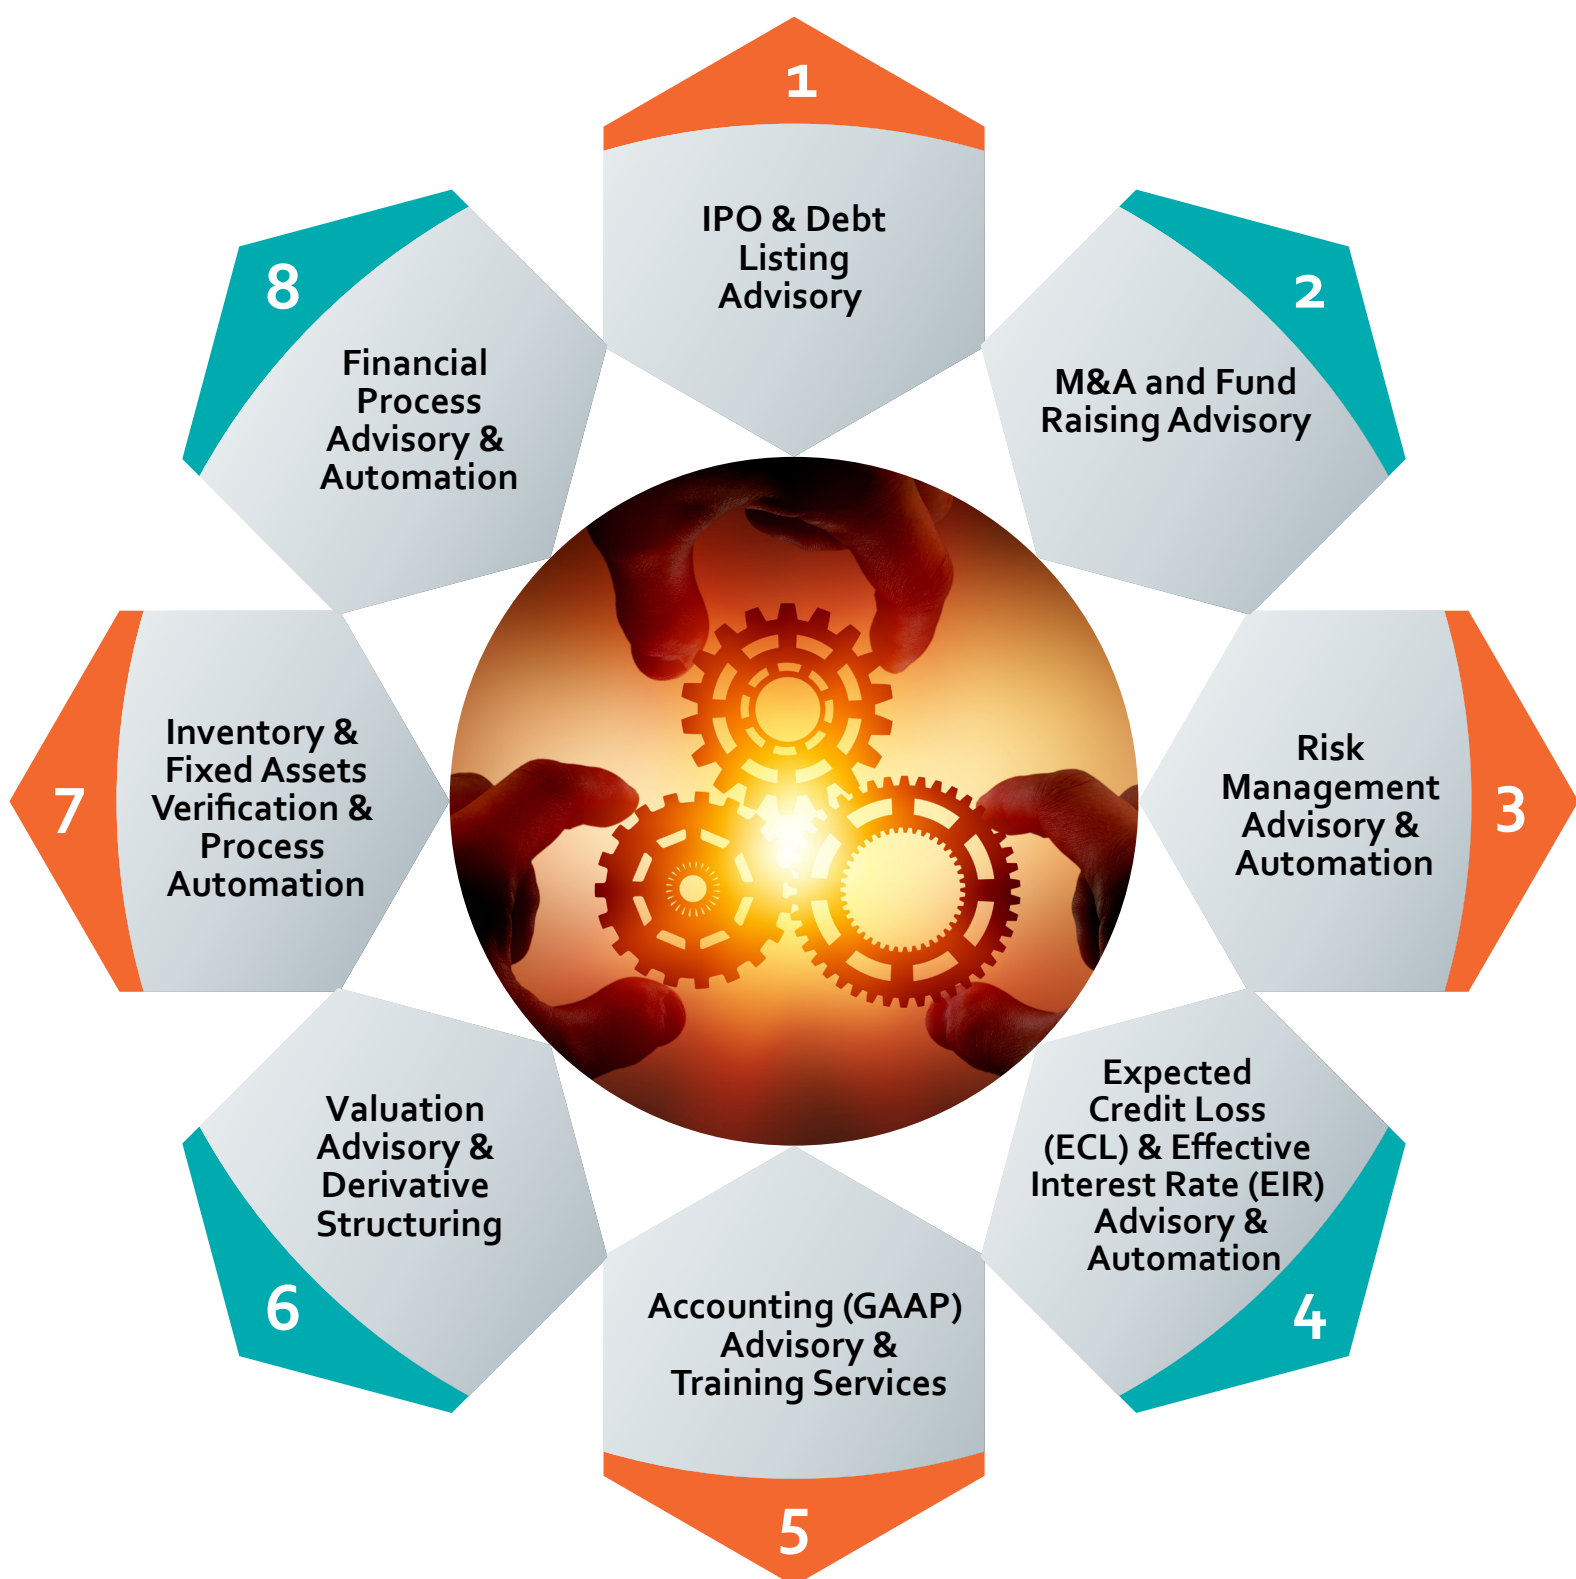 1
IPO & Debt
Listing
Advisory
2
M&A and Fund
Raising Advisory
3
Risk
Management
Advisory &
Automation
4
Expected
Credit Loss
(ECL) & Effective
Interest Rate (EIR)
Advisory &
Automation
5
Accounting (GAAP)
Advisory &
Training Services
6
Valuation
Advisory &
Derivative
Structuring
7
Inventory &
Fixed Assets
Verification &
Process
Automation
8
Financial
Process
Advisory &
Automation